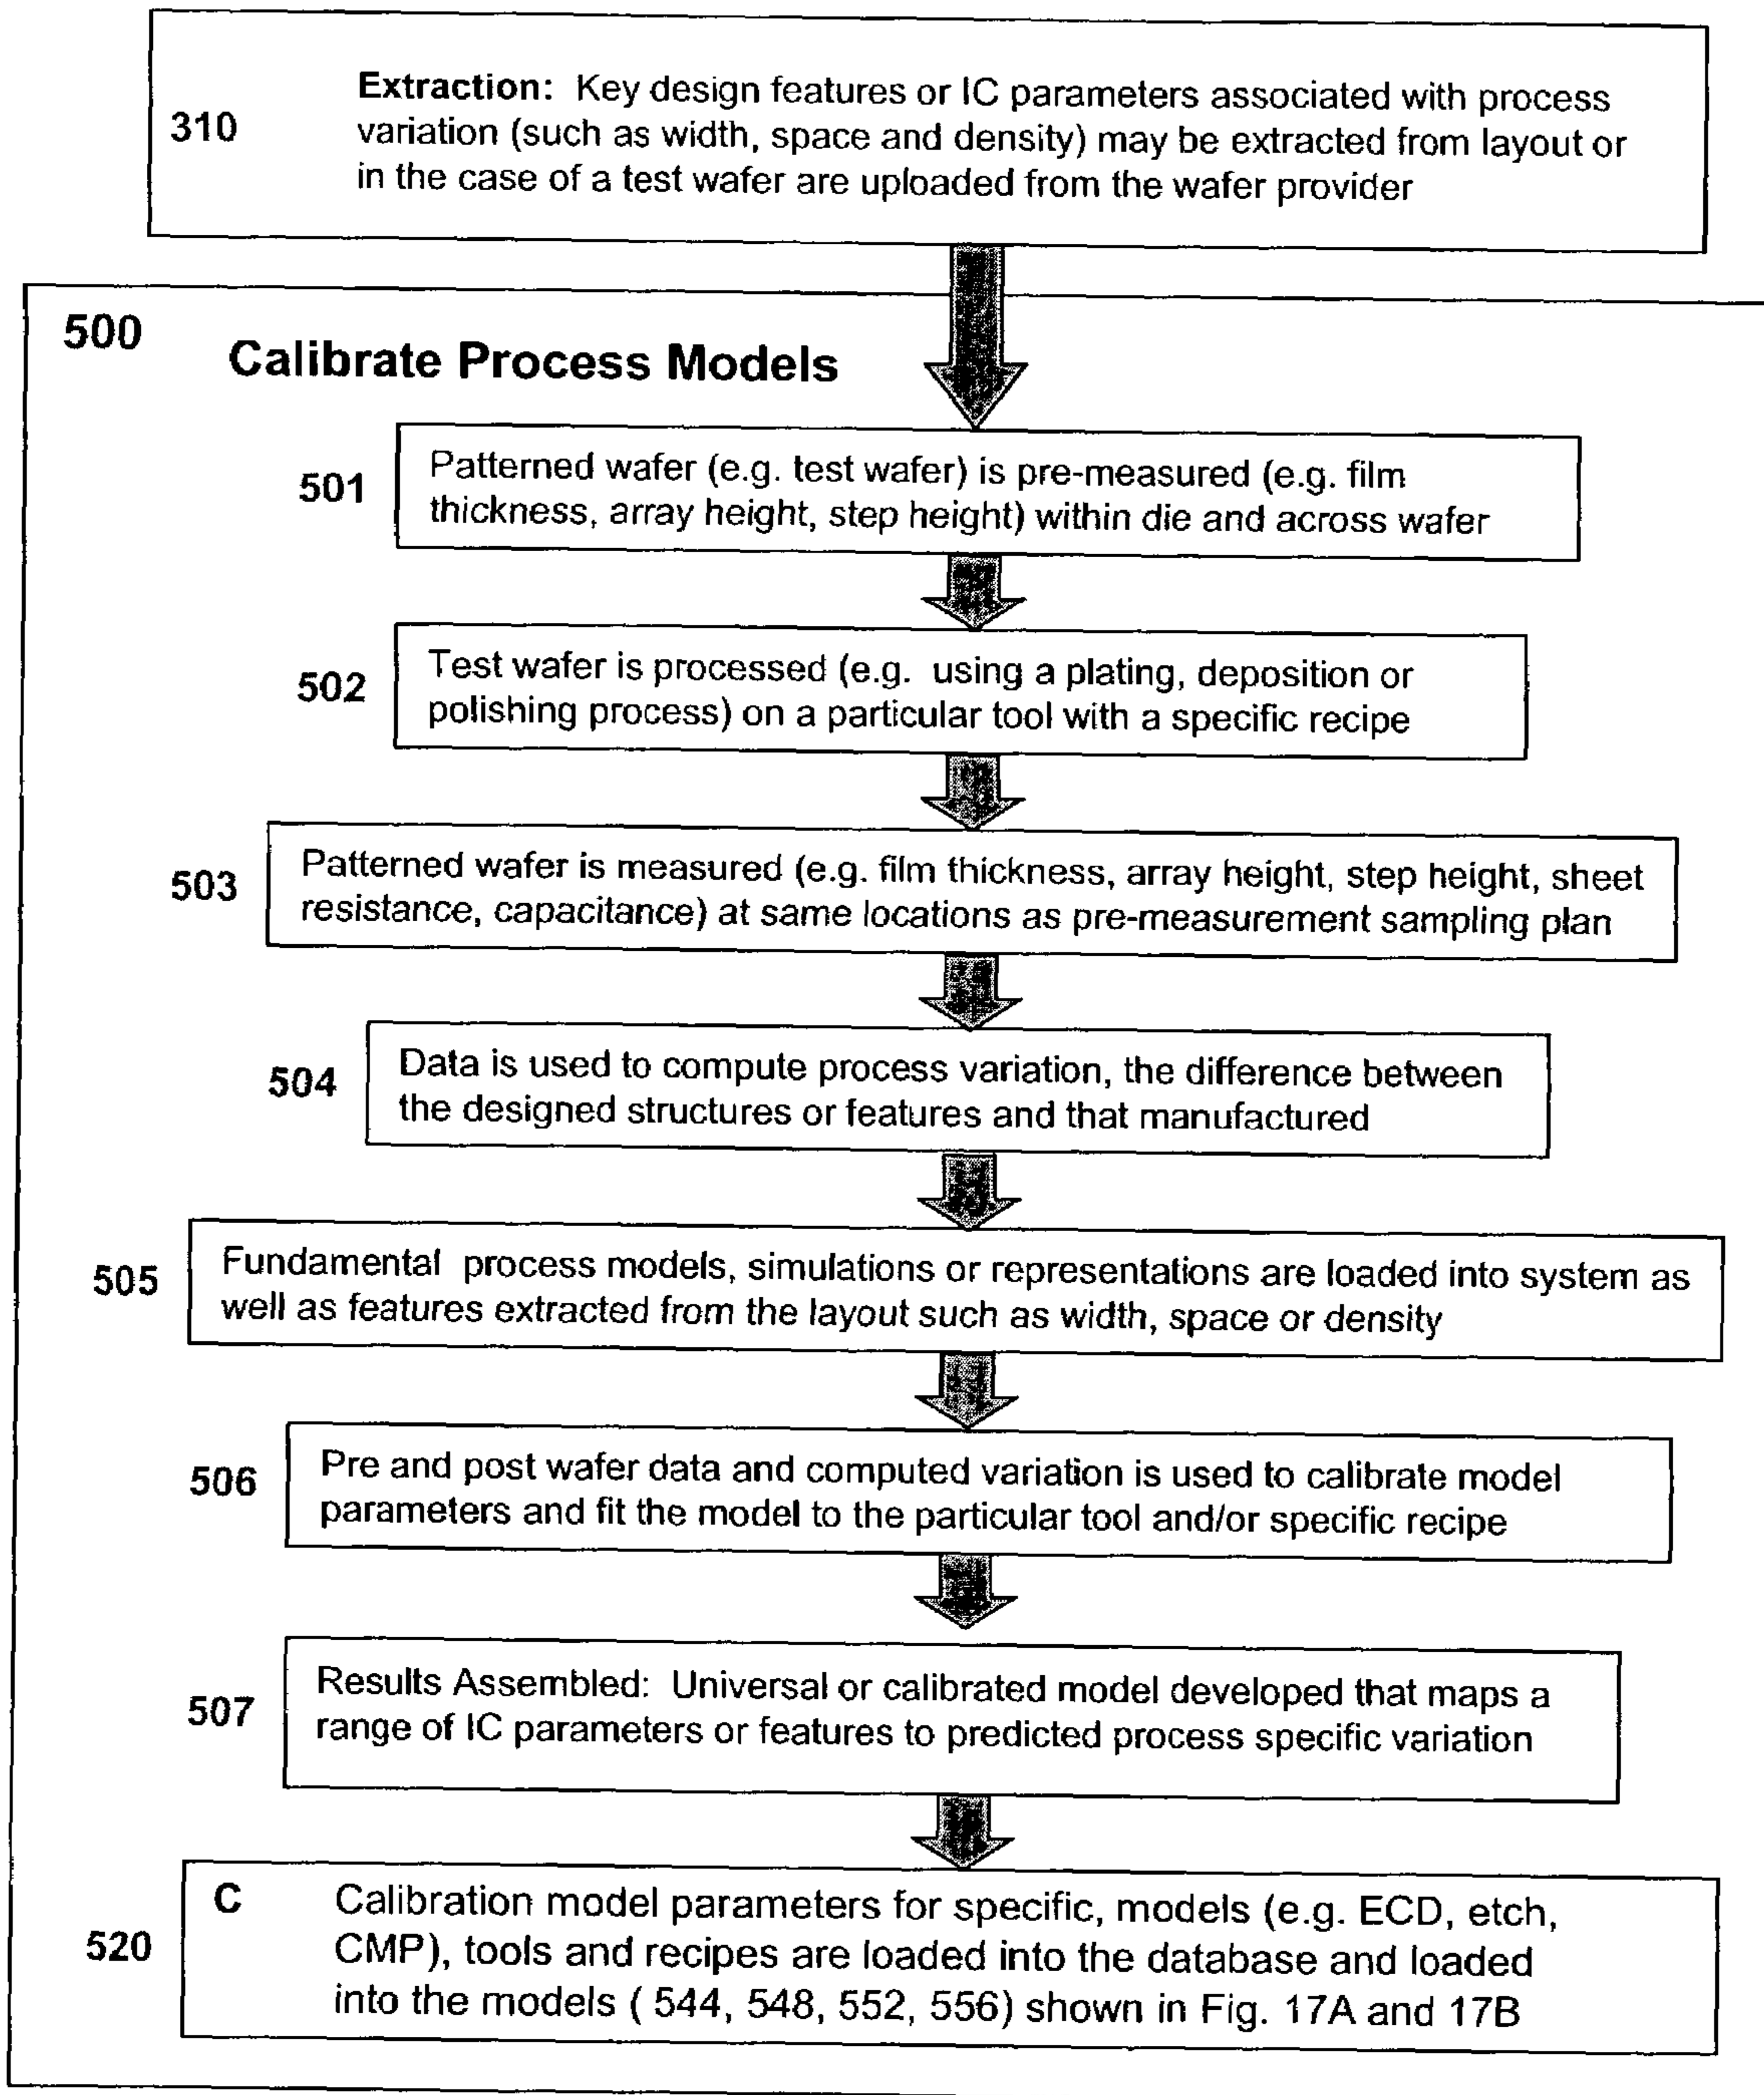 310
Extraction: Key design features or IC parameters associated with process
variation (such as width, space and density) may be extracted from layout or
in the case of a test wafer are uploaded from the wafer provider
500
Calibrate Process Models
501
Patterned wafer (e.g. test wafer) is pre-measured (e.g. film
thickness, array height, step height) within die and across wafer
502
Test wafer is processed (e.g. using a plating, deposition or
polishing process) on a particular tool with a specific recipe
503
Patterned wafer is measured (e.g. film thickness, array height, step height, sheet
resistance, capacitance) at same locations as pre-measurement sampling plan
504
Data is used to compute process variation, the difference between
the designed structures or features and that manufactured
505
Fundamental process models, simulations or representations are loaded into system as
well as features extracted from the layout such as width, space or density
506
Pre and post wafer data and computed variation is used to calibrate model
parameters and fit the model to the particular tool and/or specific recipe
507
Results Assembled: Universal or calibrated model developed that maps a
range of IC parameters or features to predicted process specific variation
520
C Calibration model parameters for specific, models (e.g. ECD, etch,
CMP), tools and recipes are loaded into the database and loaded
into the models ( 544, 548, 552, 556) shown in Fig. 17A and 17B